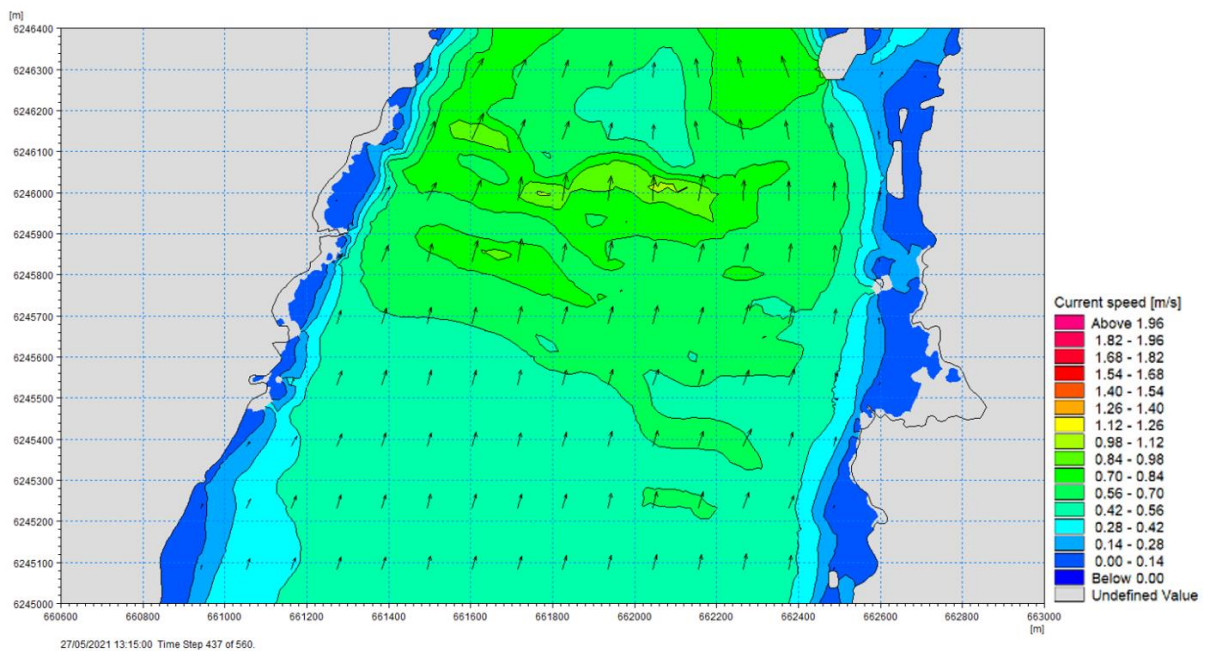 [m]
6246400
6246300
6246200
6246100
6246000
6245900
6245800
6245700
6245600
6245500
6245400
6245300
6245200
6245100
6245000
660600 660800 661000 661200 661400 661600 661800 662000 662200 662400 662600 662800 663000
[m]
Current speed [m/s]
Above 1.96
1.82 - 1.96
1.68 - 1.82
1.54 - 1.68
1.40 - 1.54
1.26 - 1.40
1.12 - 1.26
0.98 - 1.12
0.84 - 0.98
0.70 - 0.84
0.56 - 0.70
0.42 - 0.56
0.28 - 0.42
0.14 - 0.28
0.00 - 0.14
Below 0.00
Undefined Value
27/05/2021 13:15:00 Time Step 437 of 560.